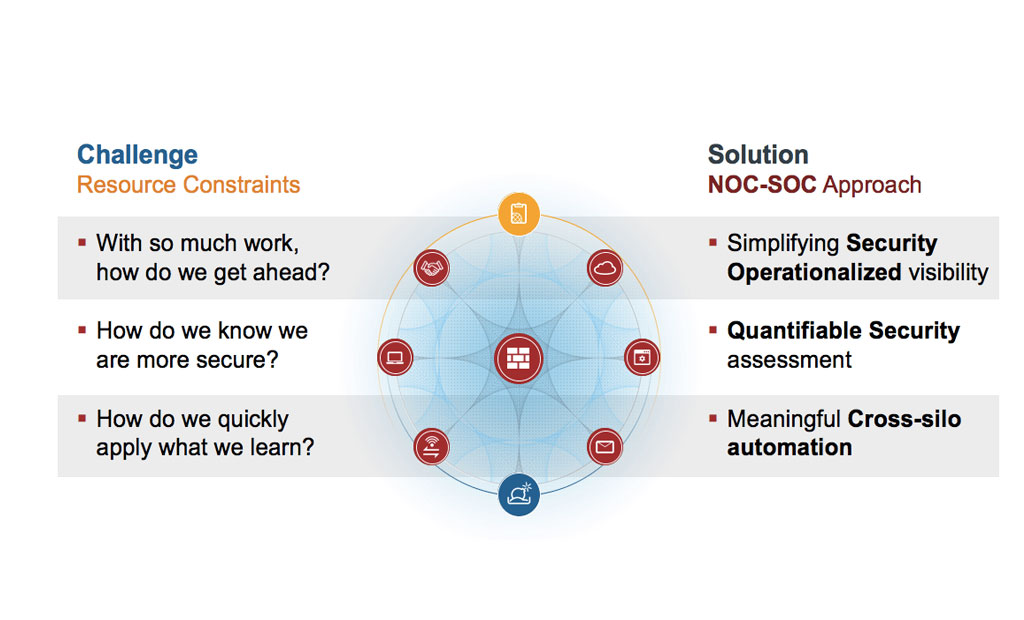 Challenge
Resource Constraints
▪ With so much work,
how do we get ahead?
▪ How do we know we
are more secure?
▪ How do we quickly
apply what we learn?
Solution
NOC-SOC Approach
▪ Simplifying Security
Operationalized visibility
▪ Quantifiable Security
assessment
▪ Meaningful Cross-silo
automation